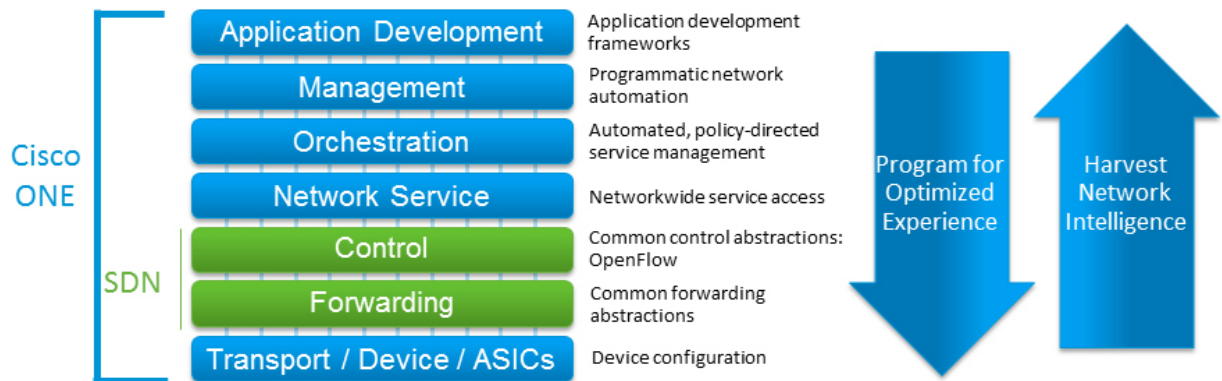 Application Development
Application development
frameworks
Management
Programmatic network
automation
Orchestration
Automated, policy-directed
service management
Cisco
ONE
Network Service
Networkwide service access
SDN
Control
Common control abstractions:
OpenFlow
Forwarding
Common forwarding
abstractions
Transport / Device / ASICs
Device configuration
Program for
Optimized
Experience
Harvest
Network
Intelligence